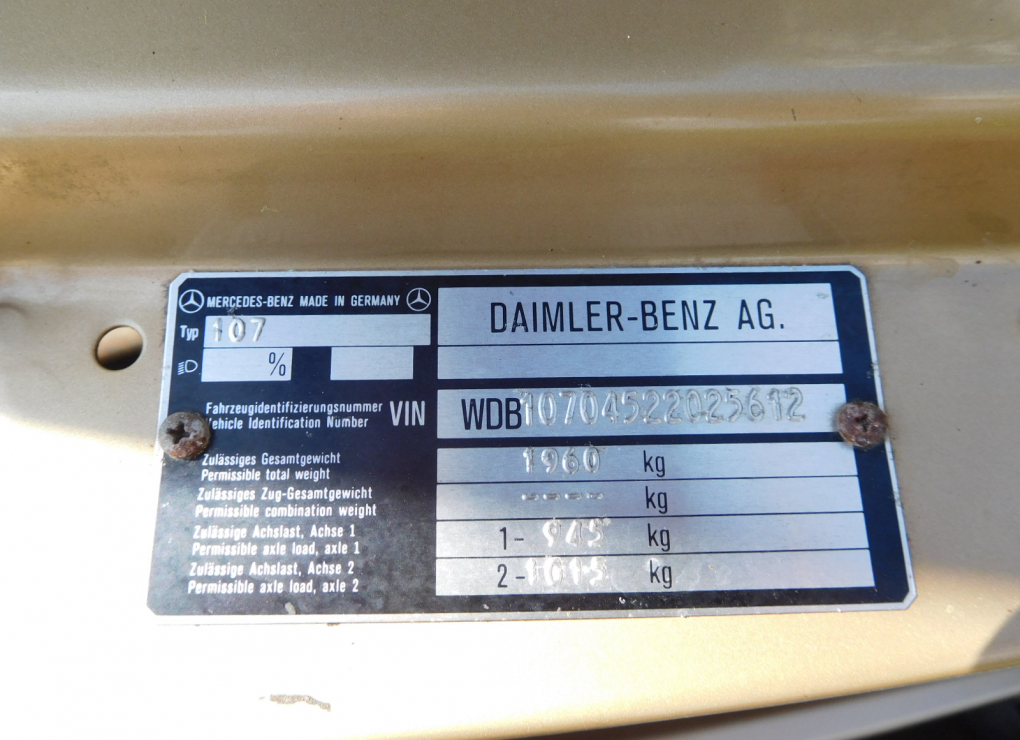 MERCEDES-BENZ MADE IN GERMANY
DAIMLER-BENZ AG.
Typ 107
%
Fahrzeugidentifizierungsnummer
Vehicle Identification Number
VIN
WDB10704522025612
Zulässiges Gesamtgewicht
Permissible total weight
1960 kg
Zulässiges Zug-Gesamtgewicht
Permissible combination weight
---- kg
Zulässige Achslast, Achse 1
Permissible axle load, axle 1
1- 945 kg
Zulässige Achslast, Achse 2
Permissible axle load, axle 2
2- 1015 kg